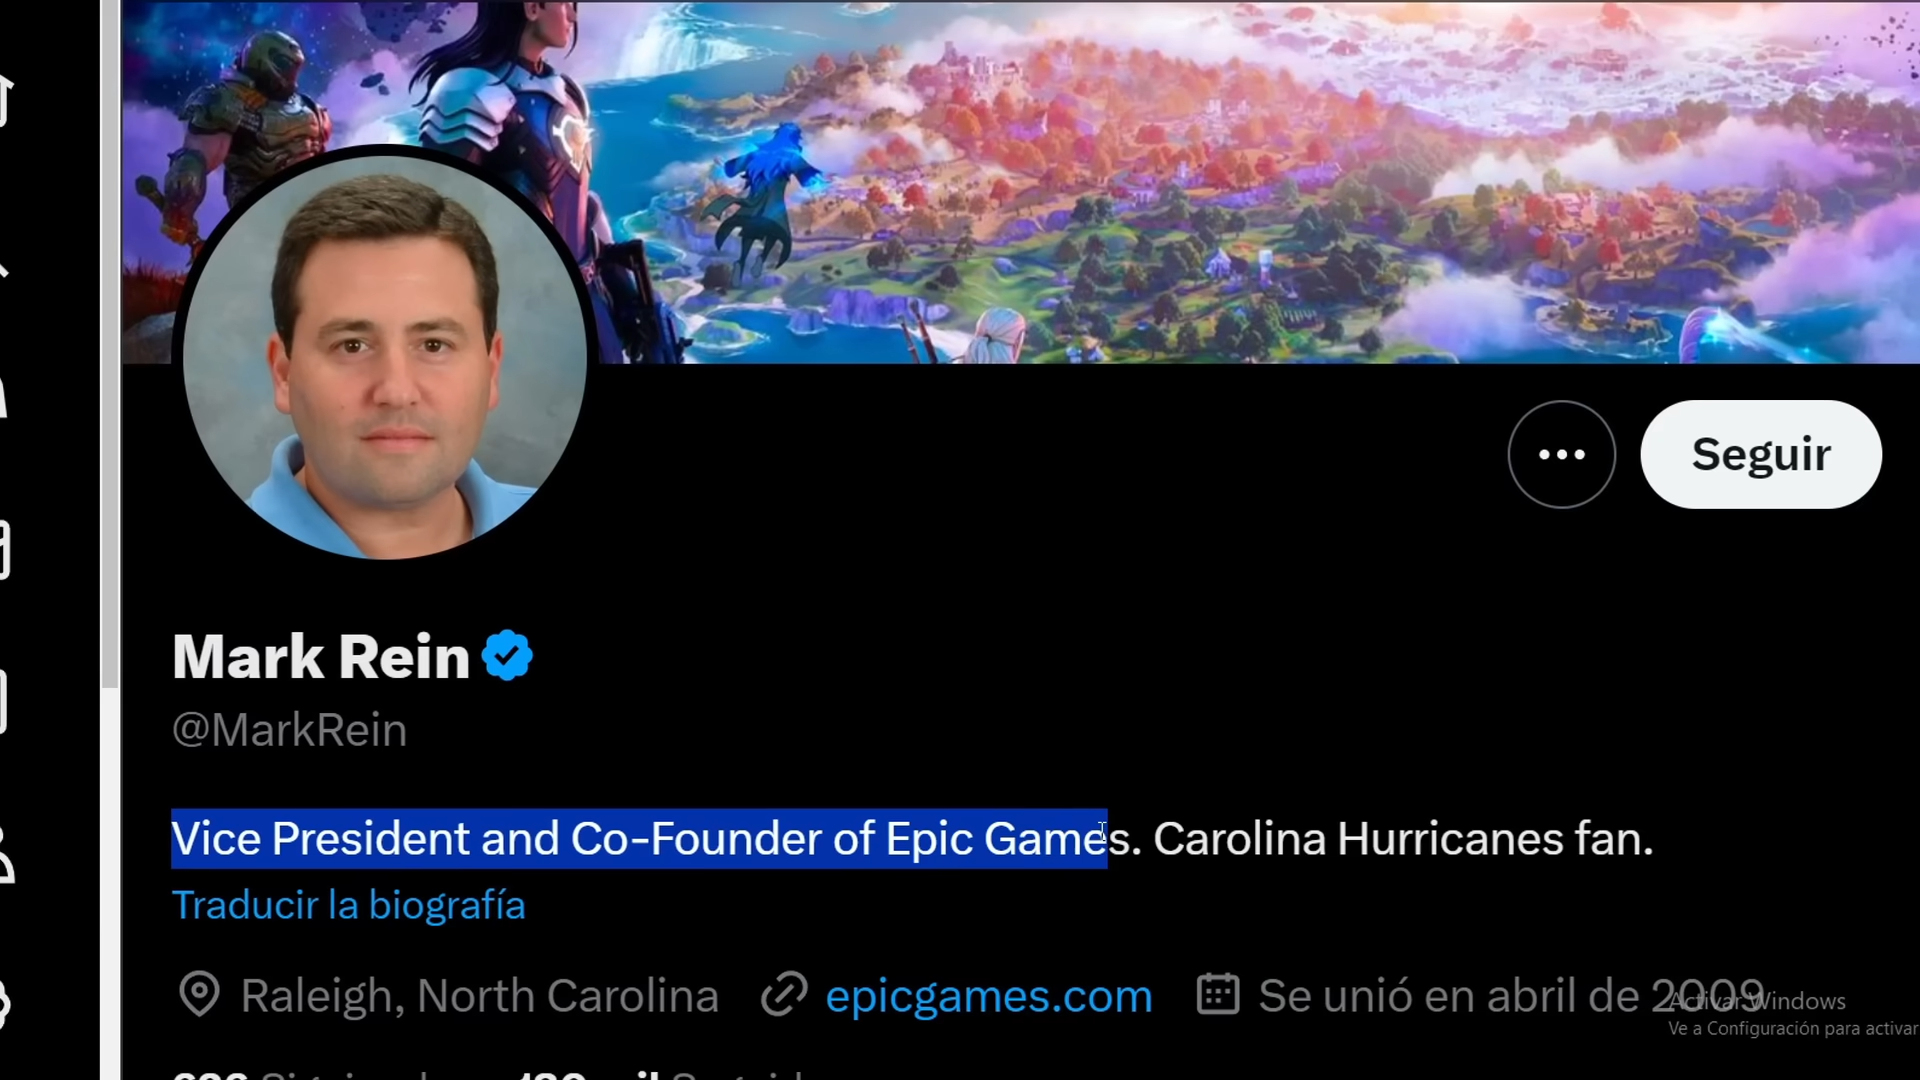 Seguir
Mark Rein
@MarkRein
Vice President and Co-Founder of Epic Games. Carolina Hurricanes fan.
Traducir la biografía
Raleigh, North Carolina epicgames.com Se unió en abril de 2009
Activar Windows
Ve a Configuración para activar